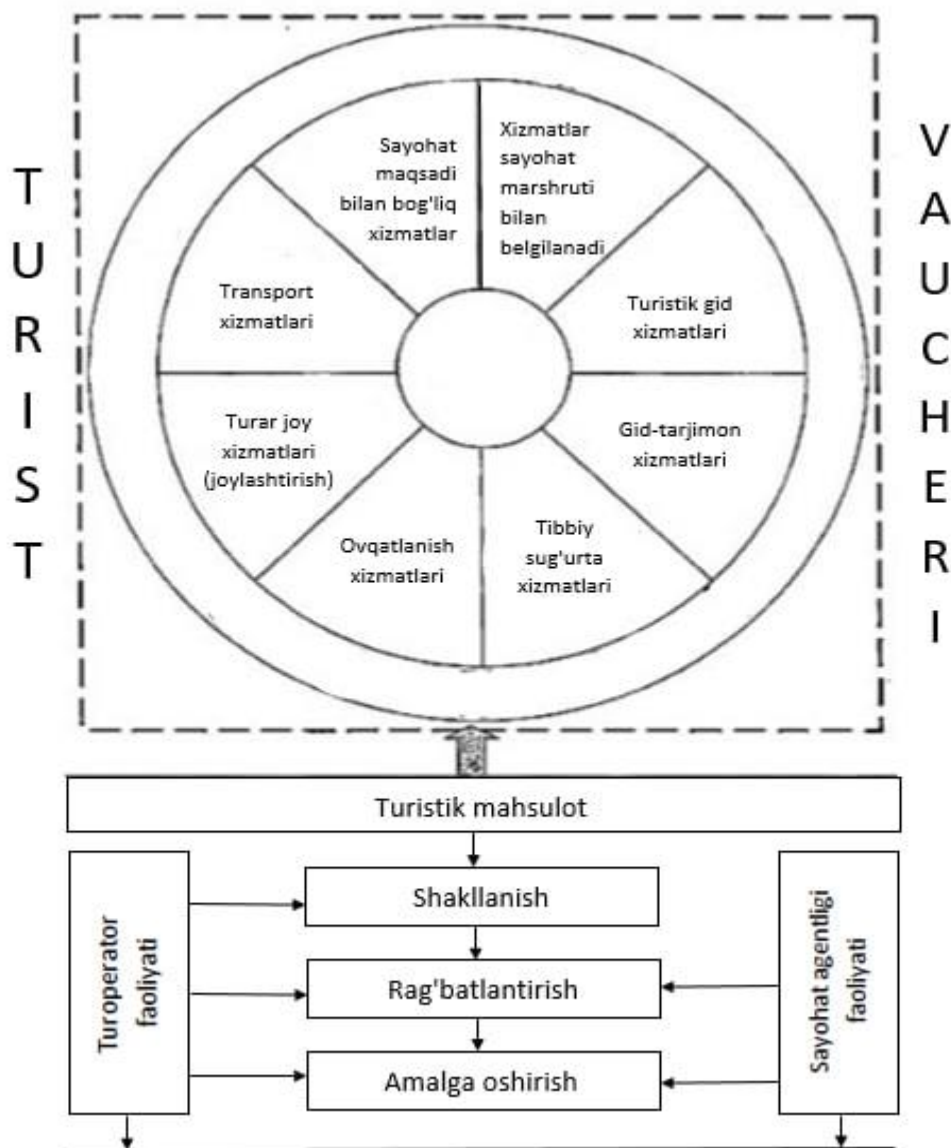 TURIST
VAUCHERI
Sayohat
maqsadi
bilan bog'liq
xizmatlar
Xizmatlar
sayohat
marshruti
bilan
belgilanadi
Transport
xizmatlari
Turistik gid
xizmatlari
Turar joy
xizmatlari
(joylashtirish)
Gid-tarjimon
xizmatlari
Ovqatlanish
xizmatlari
Tibbiy
sug'urta
xizmatlari
Turistik mahsulot
Turoperator
faoliyati
Shakllanish
Rag'batlantirish
Amalga oshirish
Sayohat agentligi
faoliyati